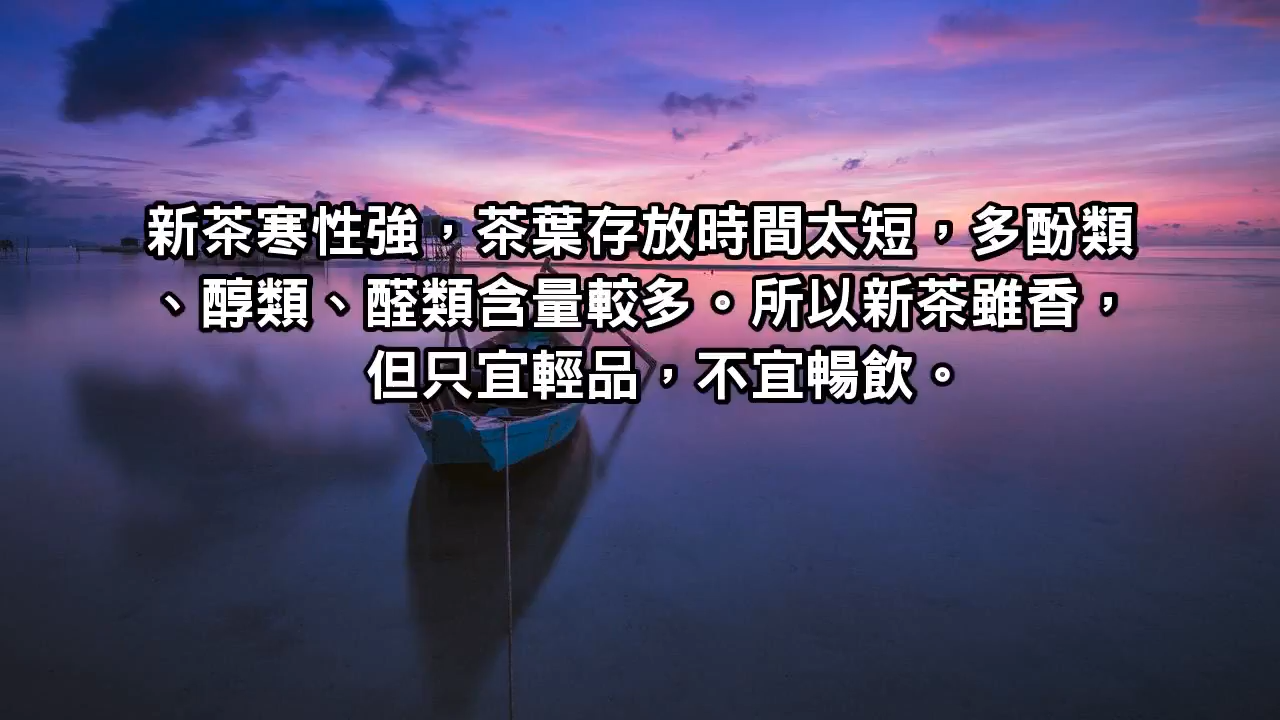 新茶寒性強，茶葉存放時間太短，多酚類
、醇類、醛類含量較多。所以新茶雖香，
但只宜輕品，不宜暢飲。